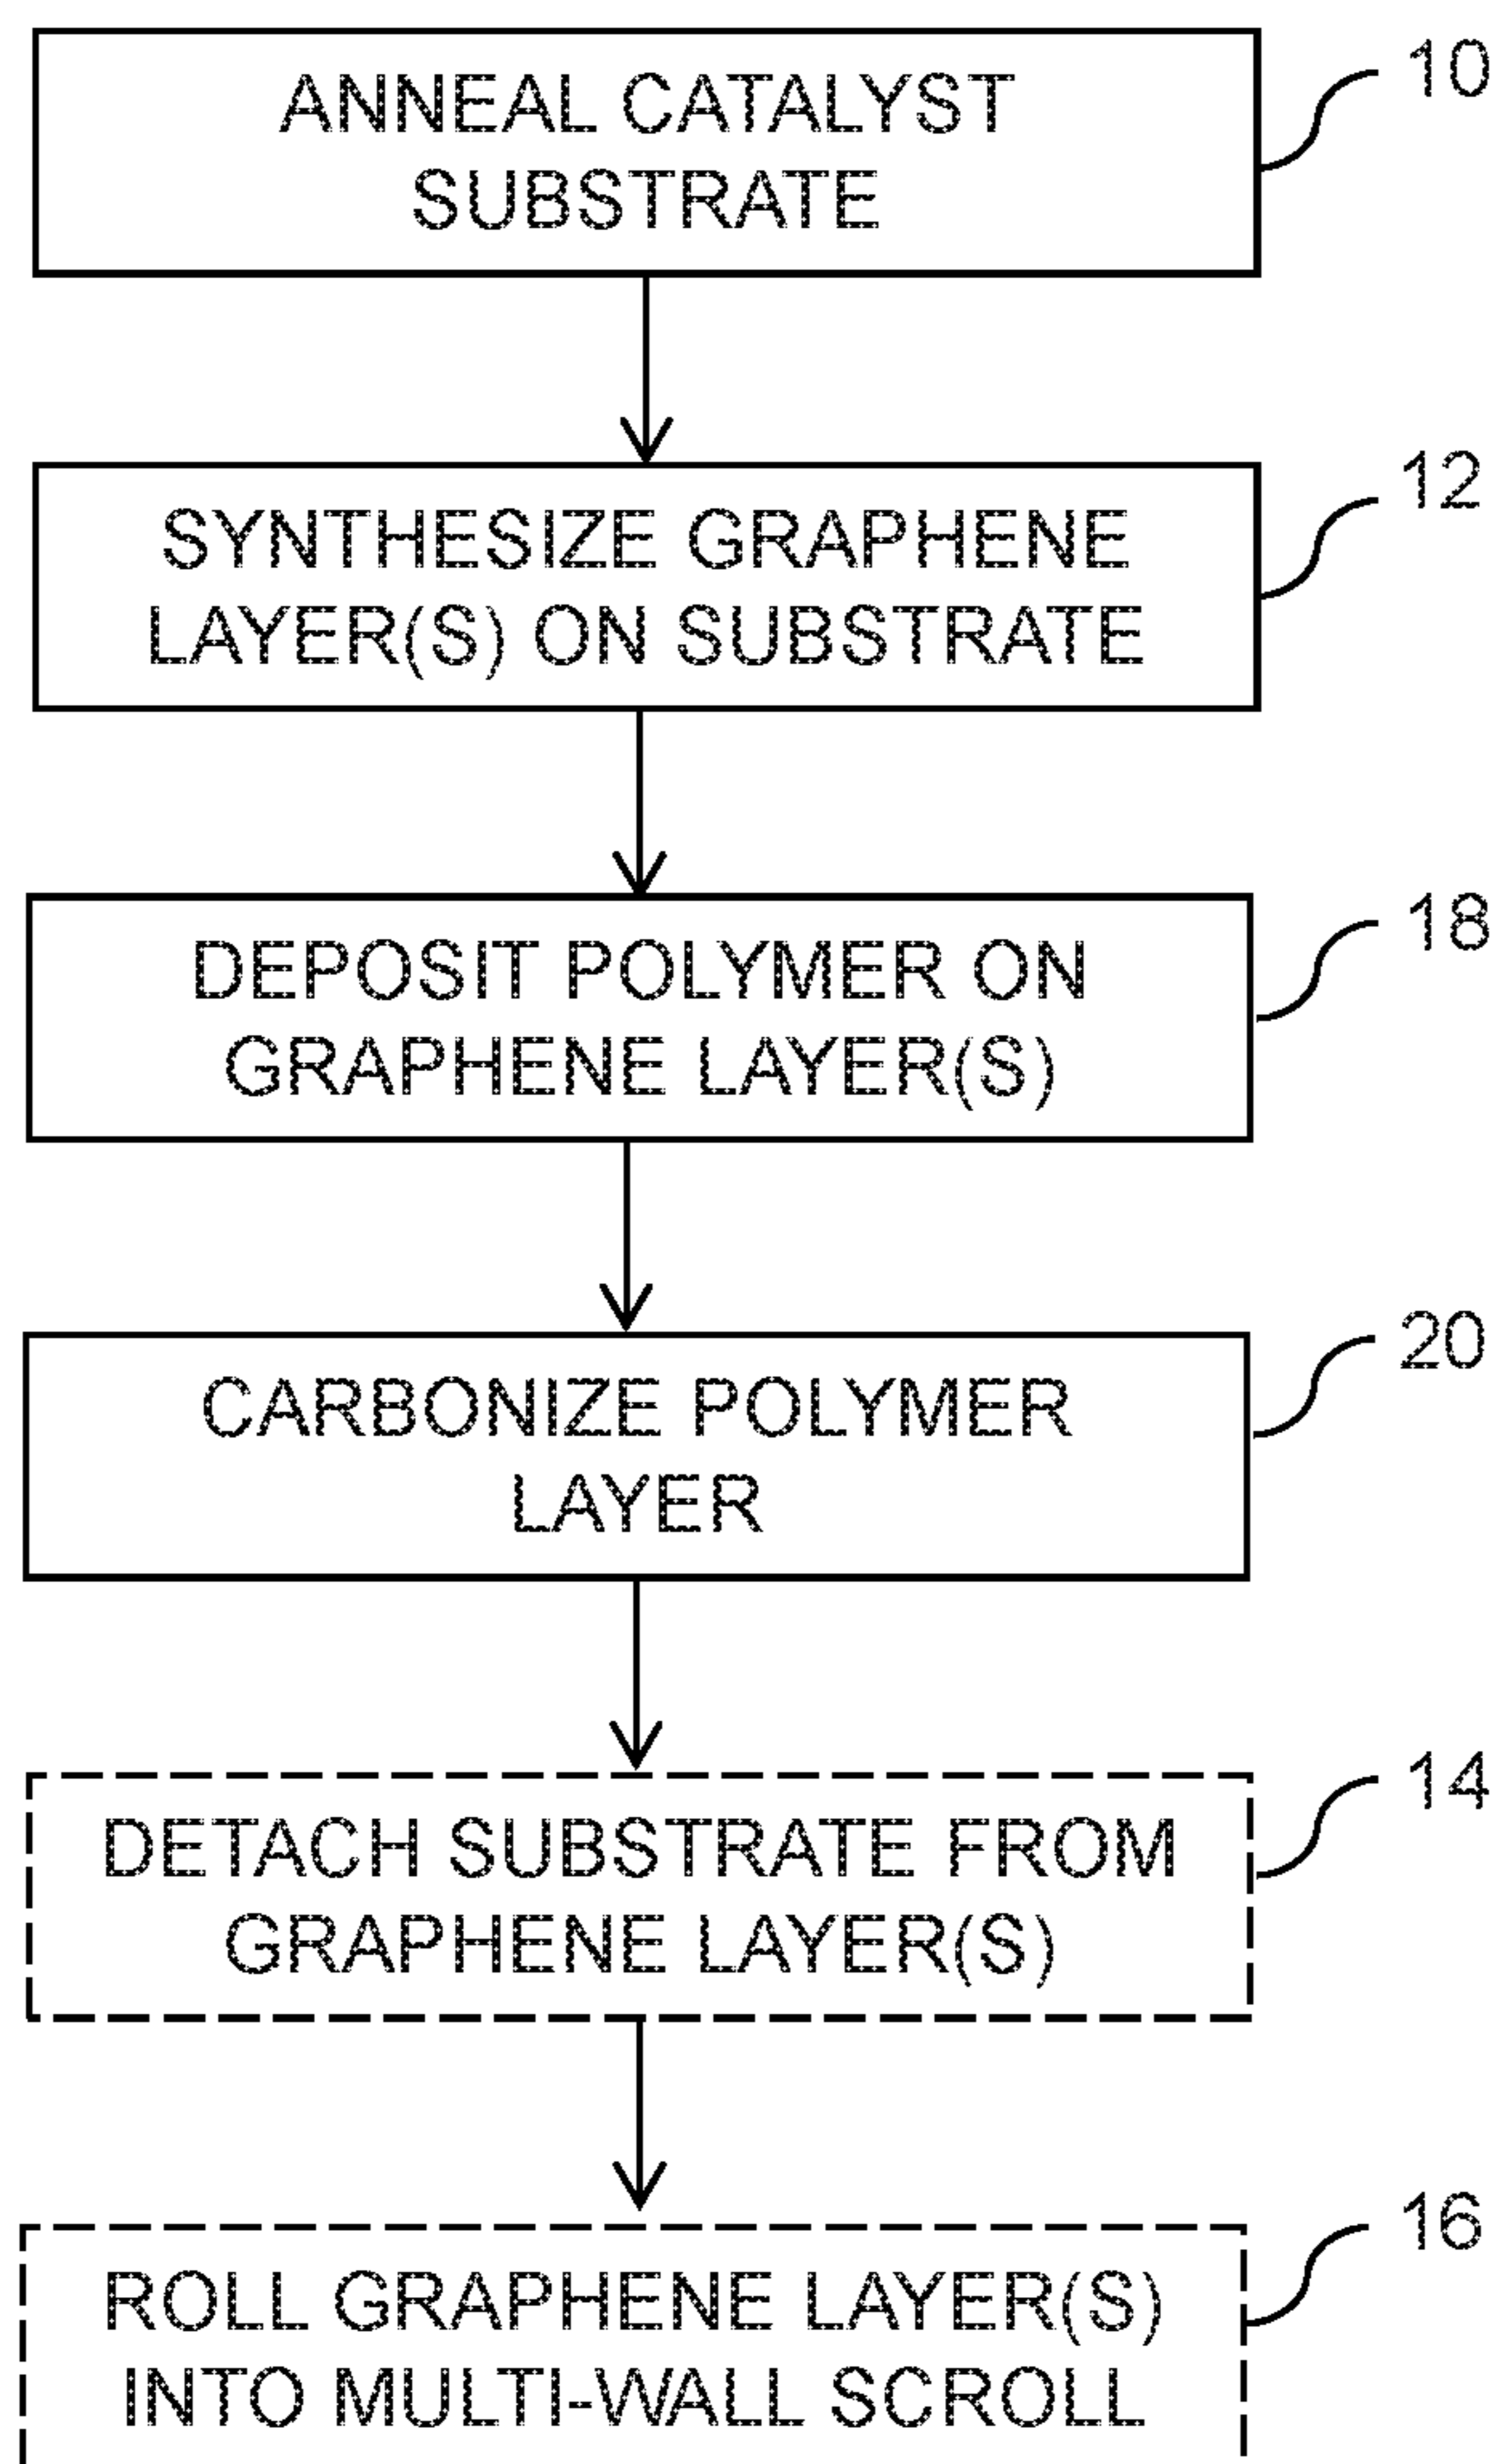 ANNEAL CATALYST
SUBSTRATE
10
SYNTHESIZE GRAPHENE
LAYER(S) ON SUBSTRATE
12
DEPOSIT POLYMER ON
GRAPHENE LAYER(S)
18
CARBONIZE POLYMER
LAYER
20
DETACH SUBSTRATE FROM
GRAPHENE LAYER(S)
14
ROLL GRAPHENE LAYER(S)
INTO MULTI-WALL SCROLL
16